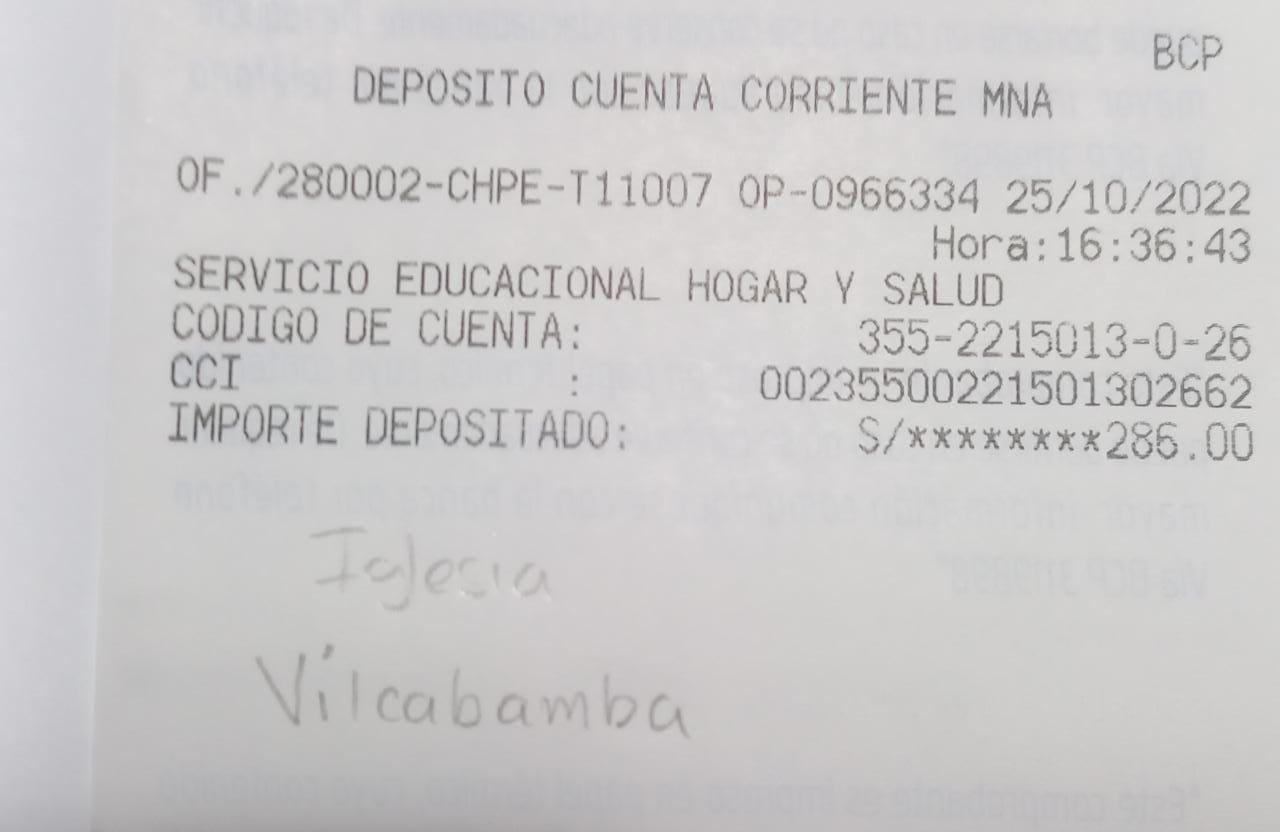 BCP
DEPOSITO CUENTA CORRIENTE MNA
OF./280002-CHPE-T11007 OP-0966334 25/10/2022
Hora:16:36:43
SERVICIO EDUCACIONAL HOGAR Y SALUD
CODIGO DE CUENTA: 355-2215013-0-26
CCI : 00235500221501302662
IMPORTE DEPOSITADO: S/********286.00
Iglesia
Vilcabamba